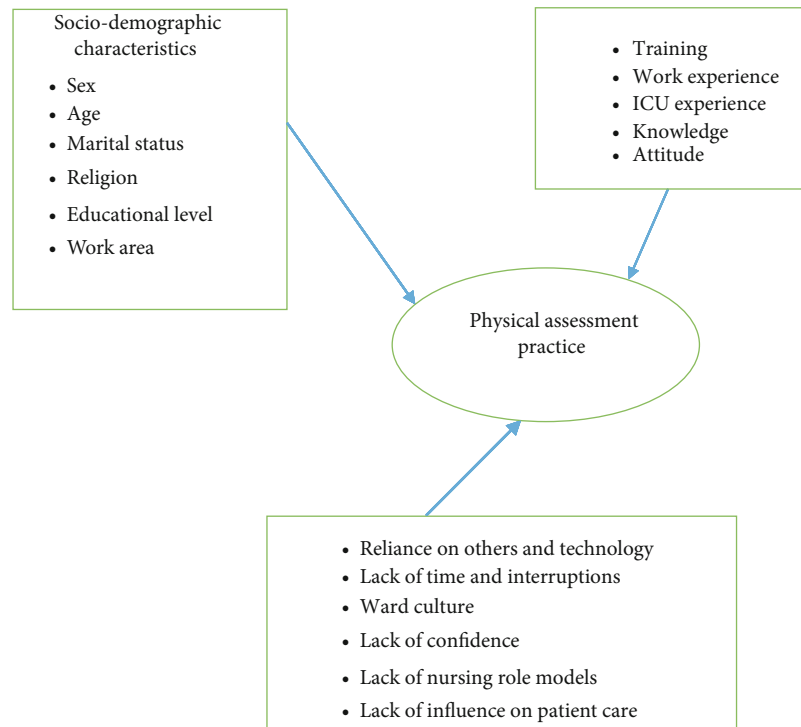 Socio-demographic
characteristics
• Sex
• Age
• Marital status
• Religion
• Educational level
• Work area
• Training
• Work experience
• ICU experience
• Knowledge
• Attitude
Physical assessment
practice
• Reliance on others and technology
• Lack of time and interruptions
• Ward culture
• Lack of confidence
• Lack of nursing role models
• Lack of influence on patient care